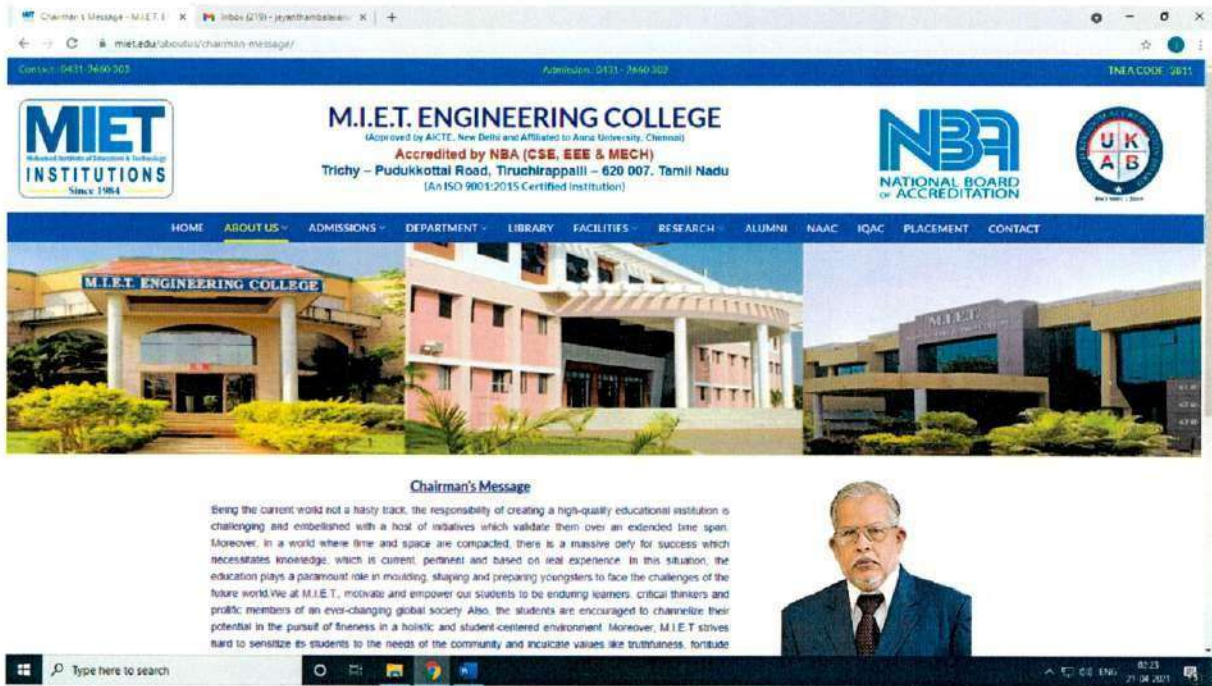 Chairman's Message - M.I.E.T. E
Inbox (219) -
miet.edu/aboutus/chairman-message/
Contact : 0431-2660 303
Admission : 0431 - 2660 302
TNEA CODE : 3811
MIET
Mohamed Institute of Education & Technology
INSTITUTIONS
Since 1984
M.I.E.T. ENGINEERING COLLEGE
(Approved by AICTE, New Delhi and Affiliated to Anna University, Chennai)
Accredited by NBA (CSE, EEE & MECH)
Trichy – Pudukkottai Road, Tiruchirappalli – 620 007. Tamil Nadu
(An ISO 9001:2015 Certified Institution)
NBA
NATIONAL BOARD
OF ACCREDITATION
UK
AB
HOME ABOUT US ADMISSIONS DEPARTMENT LIBRARY FACILITIES RESEARCH ALUMNI NAAC IQAC PLACEMENT CONTACT
M.I.E.T. ENGINEERING COLLEGE
M.I.E.T.
Chairman's Message
Being the current world not a hasty track, the responsibility of creating a high-quality educational institution is
challenging and embellished with a host of initiatives which validate them over an extended time span.
Moreover, in a world where time and space are compacted, there is a massive defy for success which
necessitates knowledge, which is current, pertinent and based on real experience. In this situation, the
education plays a paramount role in moulding, shaping and preparing youngsters to face the challenges of the
future world.We at M.I.E.T., motivate and empower our students to be enduring learners, critical thinkers and
prolific members of an ever-changing global society. Also, the students are encouraged to channelize their
potential in the pursuit of fineness in a holistic and student-centered environment. Moreover, M.I.E.T strives
hard to sensitize its students to the needs of the community and inculcate values like truthfulness, fortitude
Type here to search
ENG
02:23
21-04-2021